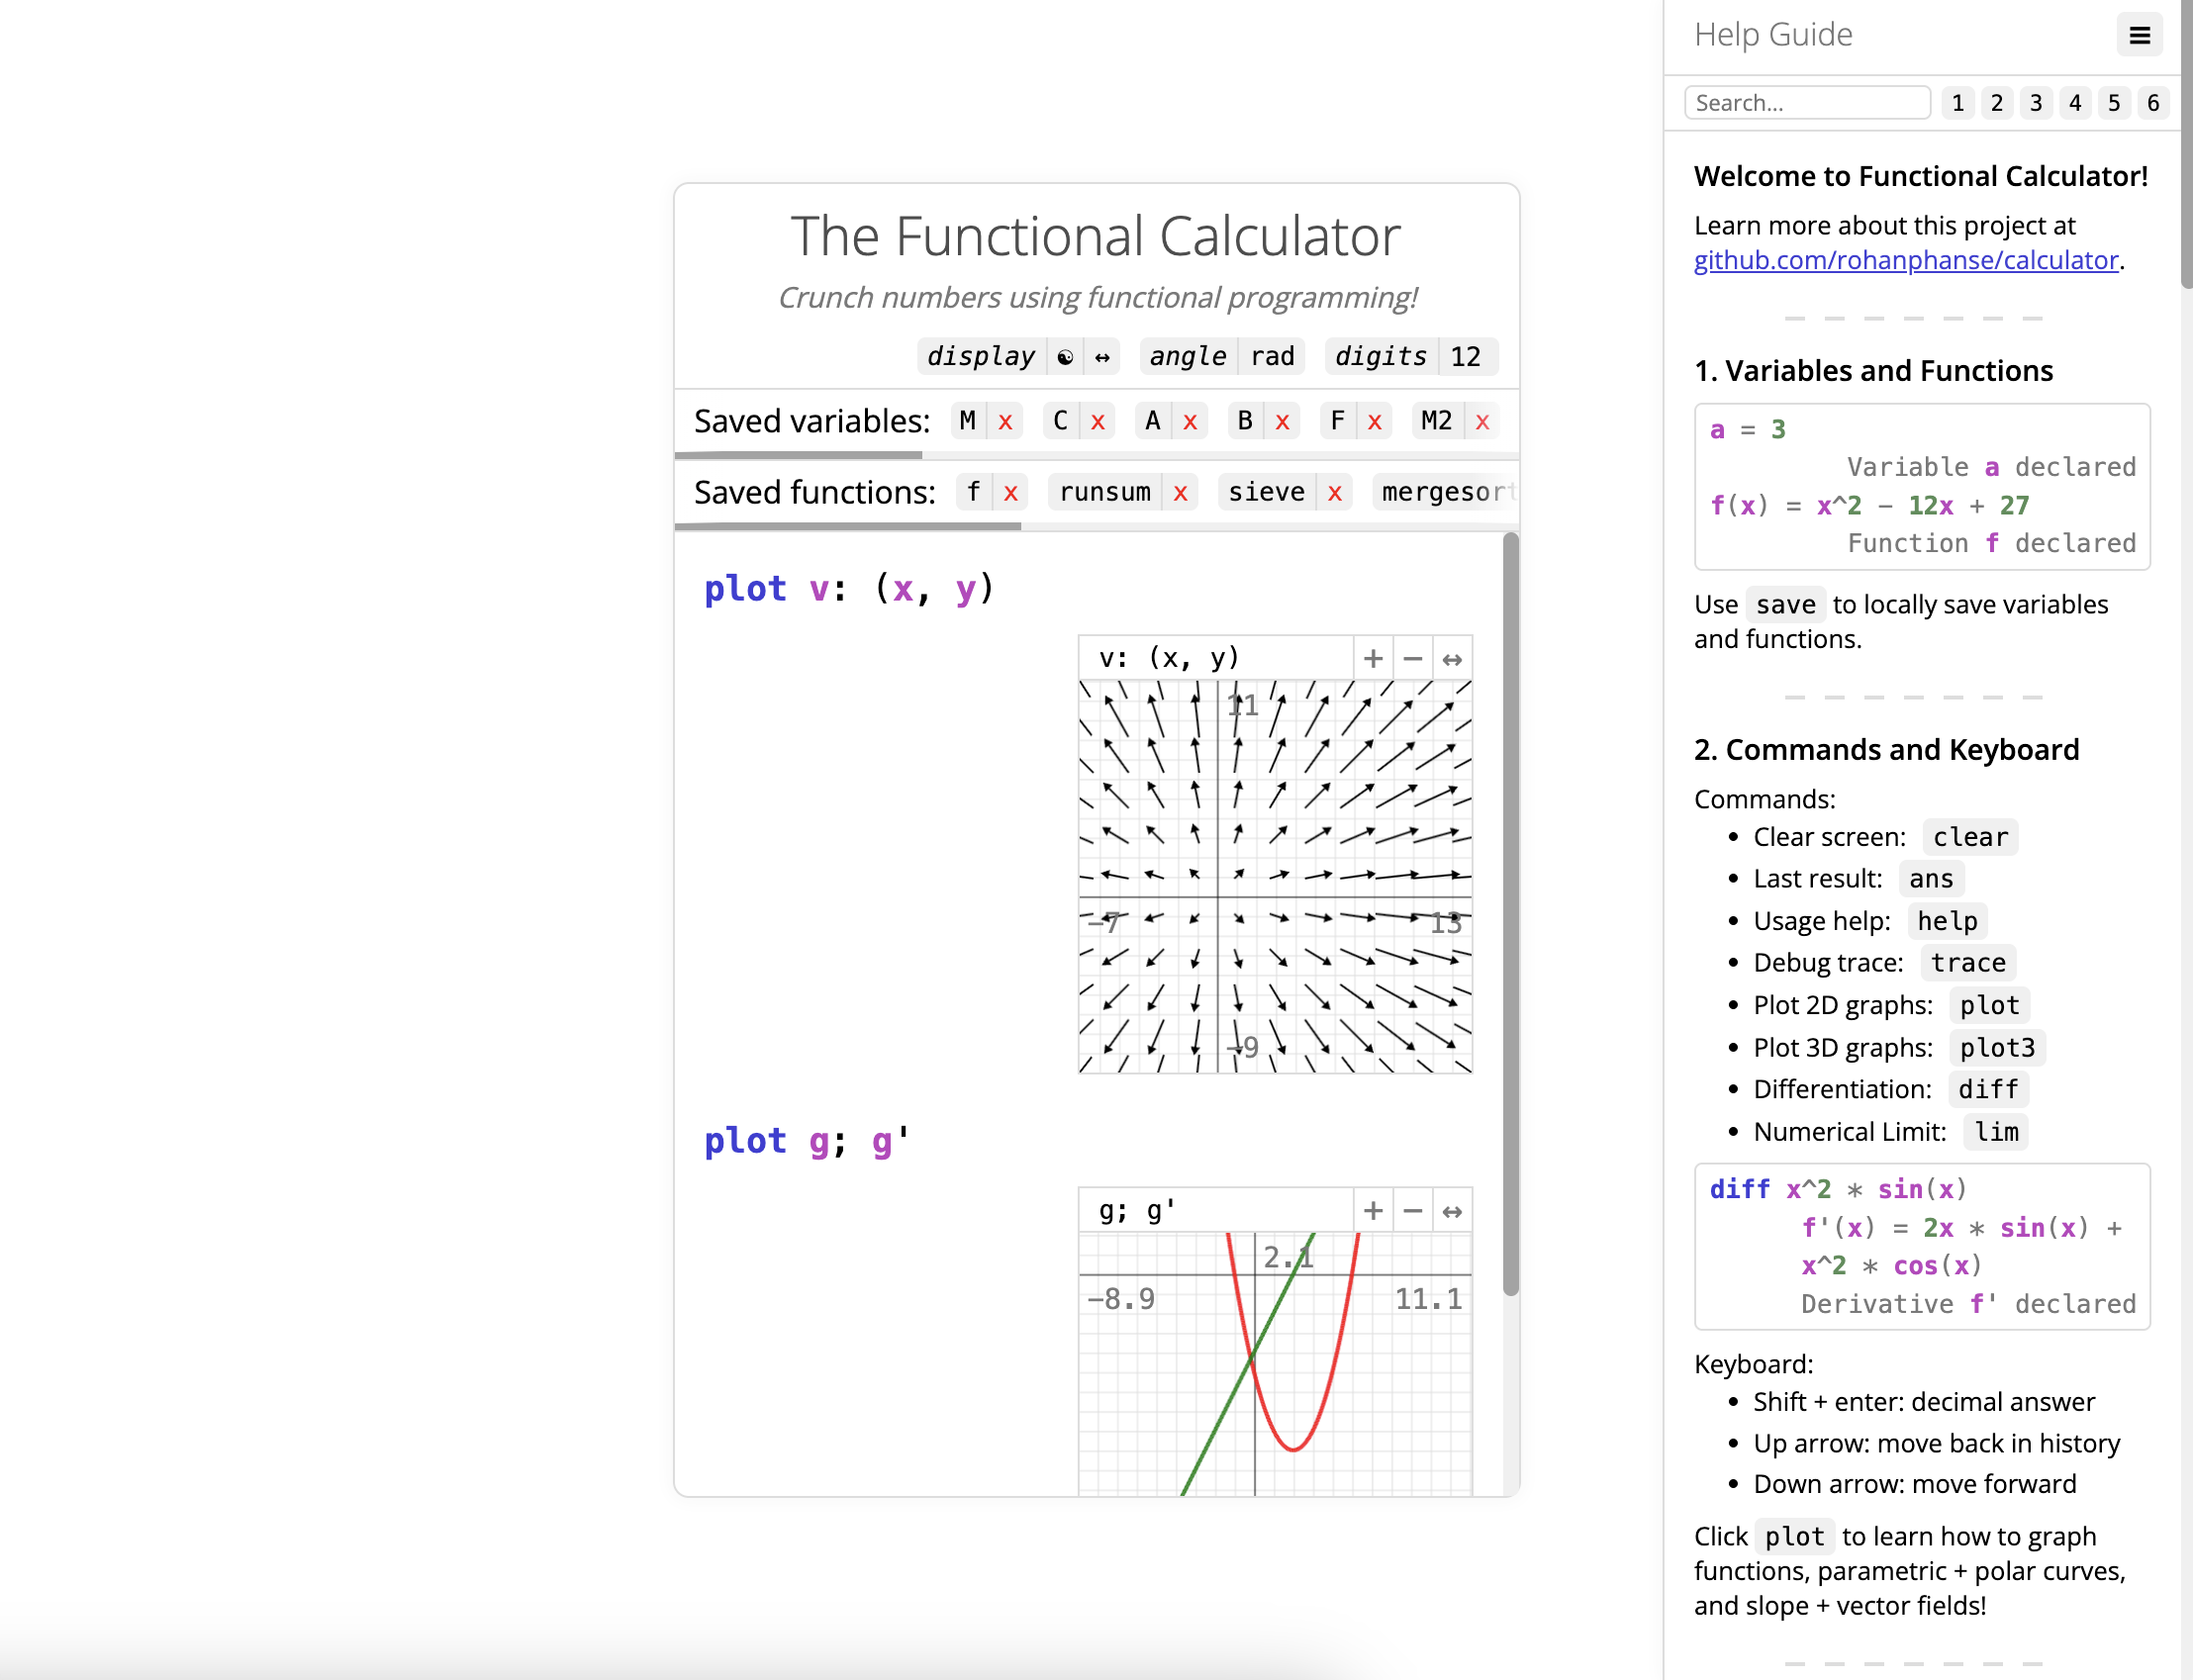 The Functional Calculator
Crunch numbers using functional programming!
display ☯ ↔ angle rad digits 12
Saved variables: M x C x A x B x F x M2 x
Saved functions: f x runsum x sieve x mergesort
plot v: (x, y)
v: (x, y) + − ↔
11
−7 13
−9
plot g; g'
g; g' + − ↔
2.1
−8.9 11.1
Help Guide ≡
Search... 1 2 3 4 5 6
Welcome to Functional Calculator!
Learn more about this project at
github.com/rohanphanse/calculator.
1. Variables and Functions
a = 3
Variable a declared
f(x) = x^2 − 12x + 27
Function f declared
Use save to locally save variables
and functions.
2. Commands and Keyboard
Commands:
• Clear screen: clear
• Last result: ans
• Usage help: help
• Debug trace: trace
• Plot 2D graphs: plot
• Plot 3D graphs: plot3
• Differentiation: diff
• Numerical Limit: lim
diff x^2 * sin(x)
f'(x) = 2x * sin(x) +
x^2 * cos(x)
Derivative f' declared
Keyboard:
• Shift + enter: decimal answer
• Up arrow: move back in history
• Down arrow: move forward
Click plot to learn how to graph
functions, parametric + polar curves,
and slope + vector fields!